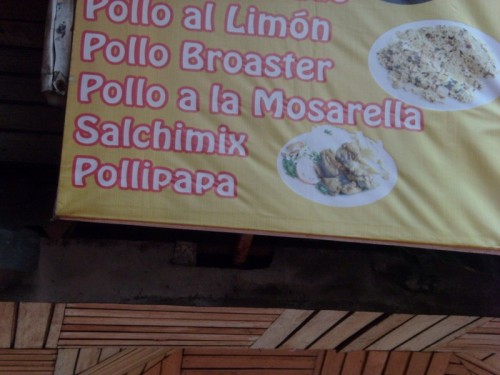 Pollo al Limón
Pollo Broaster
Pollo a la Mosarella
Salchimix
Pollipapa